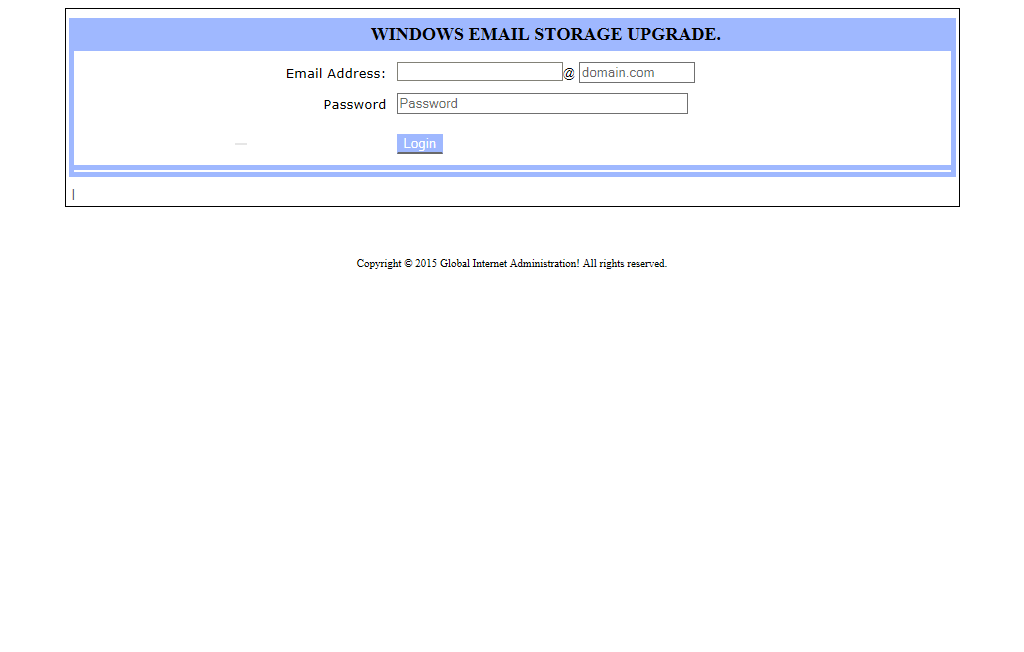 WINDOWS EMAIL STORAGE UPGRADE.
Email Address: @ domain.com
Password Password
Login
|
Copyright © 2015 Global Internet Administration! All rights reserved.